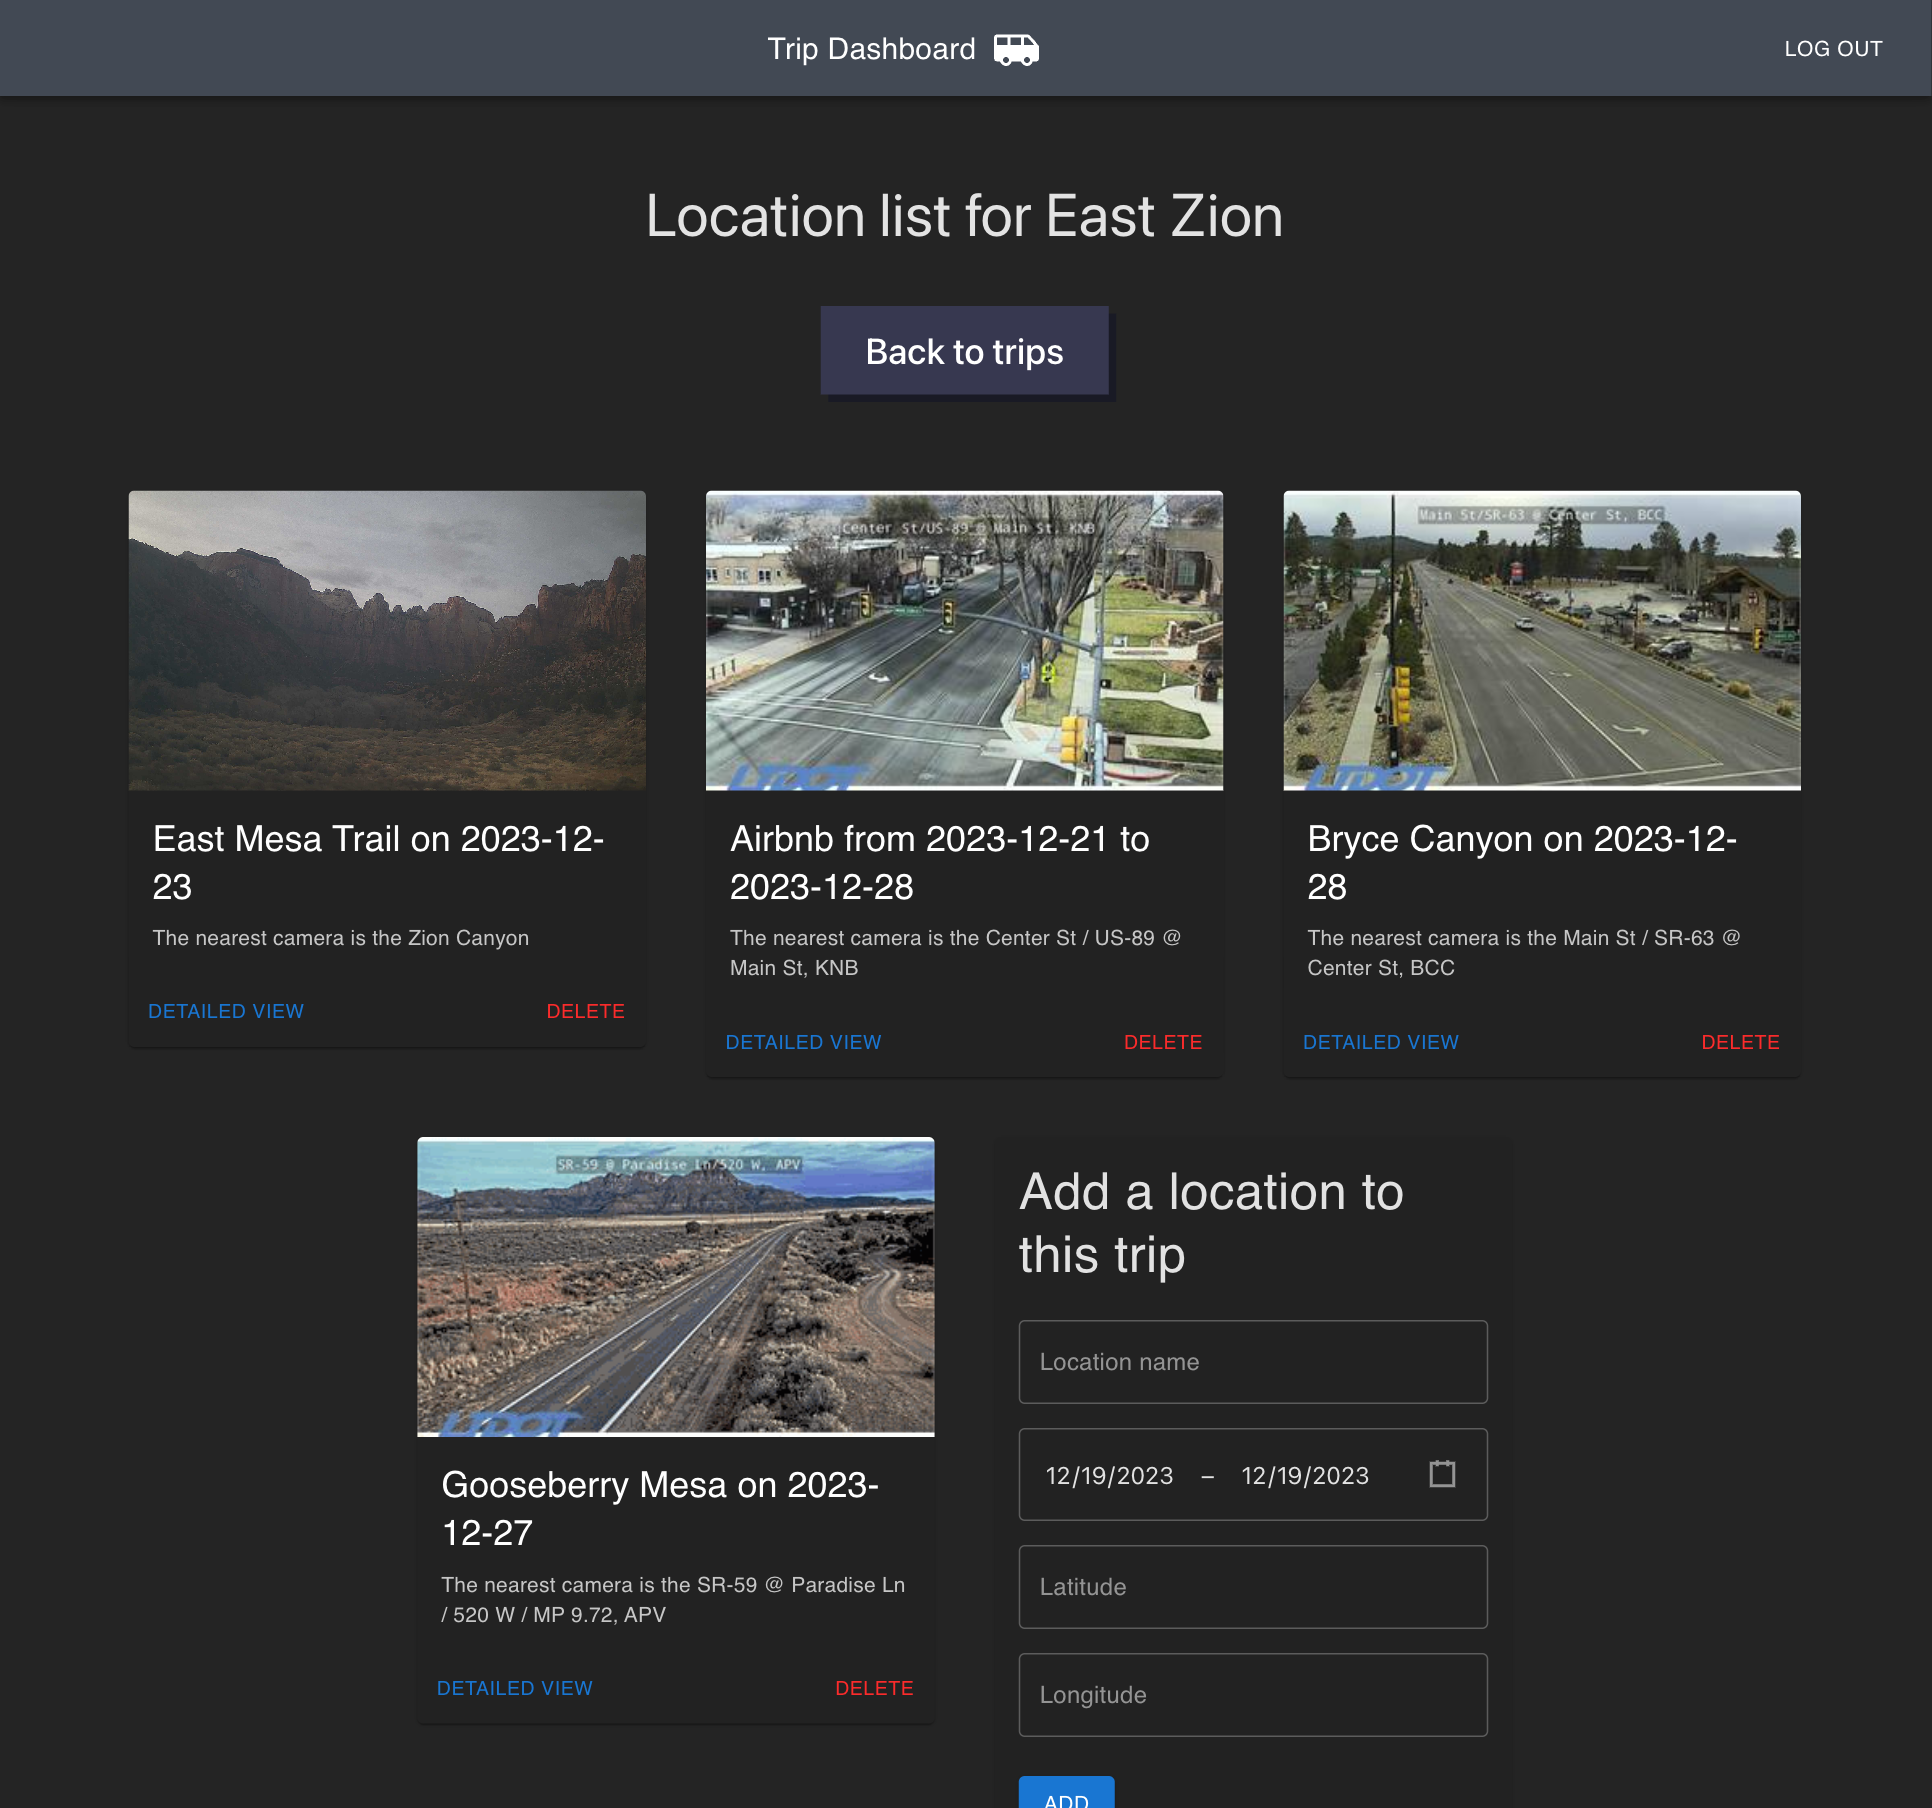 Trip Dashboard
LOG OUT
Location list for East Zion
Back to trips
East Mesa Trail on 2023-12-
23
The nearest camera is the Zion Canyon
DETAILED VIEW
DELETE
Center St/US-89 @ Main St, KNB
UDOT
Airbnb from 2023-12-21 to
2023-12-28
The nearest camera is the Center St / US-89 @
Main St, KNB
DETAILED VIEW
DELETE
Main St/SR-63 @ Center St, BCC
UDOT
Bryce Canyon on 2023-12-
28
The nearest camera is the Main St / SR-63 @
Center St, BCC
DETAILED VIEW
DELETE
SR-59 @ Paradise Ln/520 W, APV
UDOT
Gooseberry Mesa on 2023-
12-27
The nearest camera is the SR-59 @ Paradise Ln
/ 520 W / MP 9.72, APV
DETAILED VIEW
DELETE
Add a location to
this trip
Location name
12/19/2023 – 12/19/2023
Latitude
Longitude
ADD